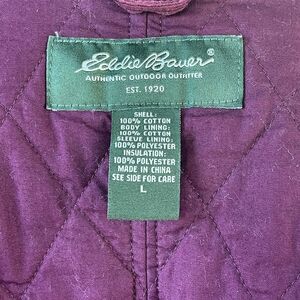 Eddie Bauer®
AUTHENTIC OUTDOOR OUTFITTER
EST. 1920
SHELL:
100% COTTON
BODY LINING:
100% COTTON
SLEEVE LINING:
100% POLYESTER
INSULATION:
100% POLYESTER
MADE IN CHINA
SEE SIDE FOR CARE
L